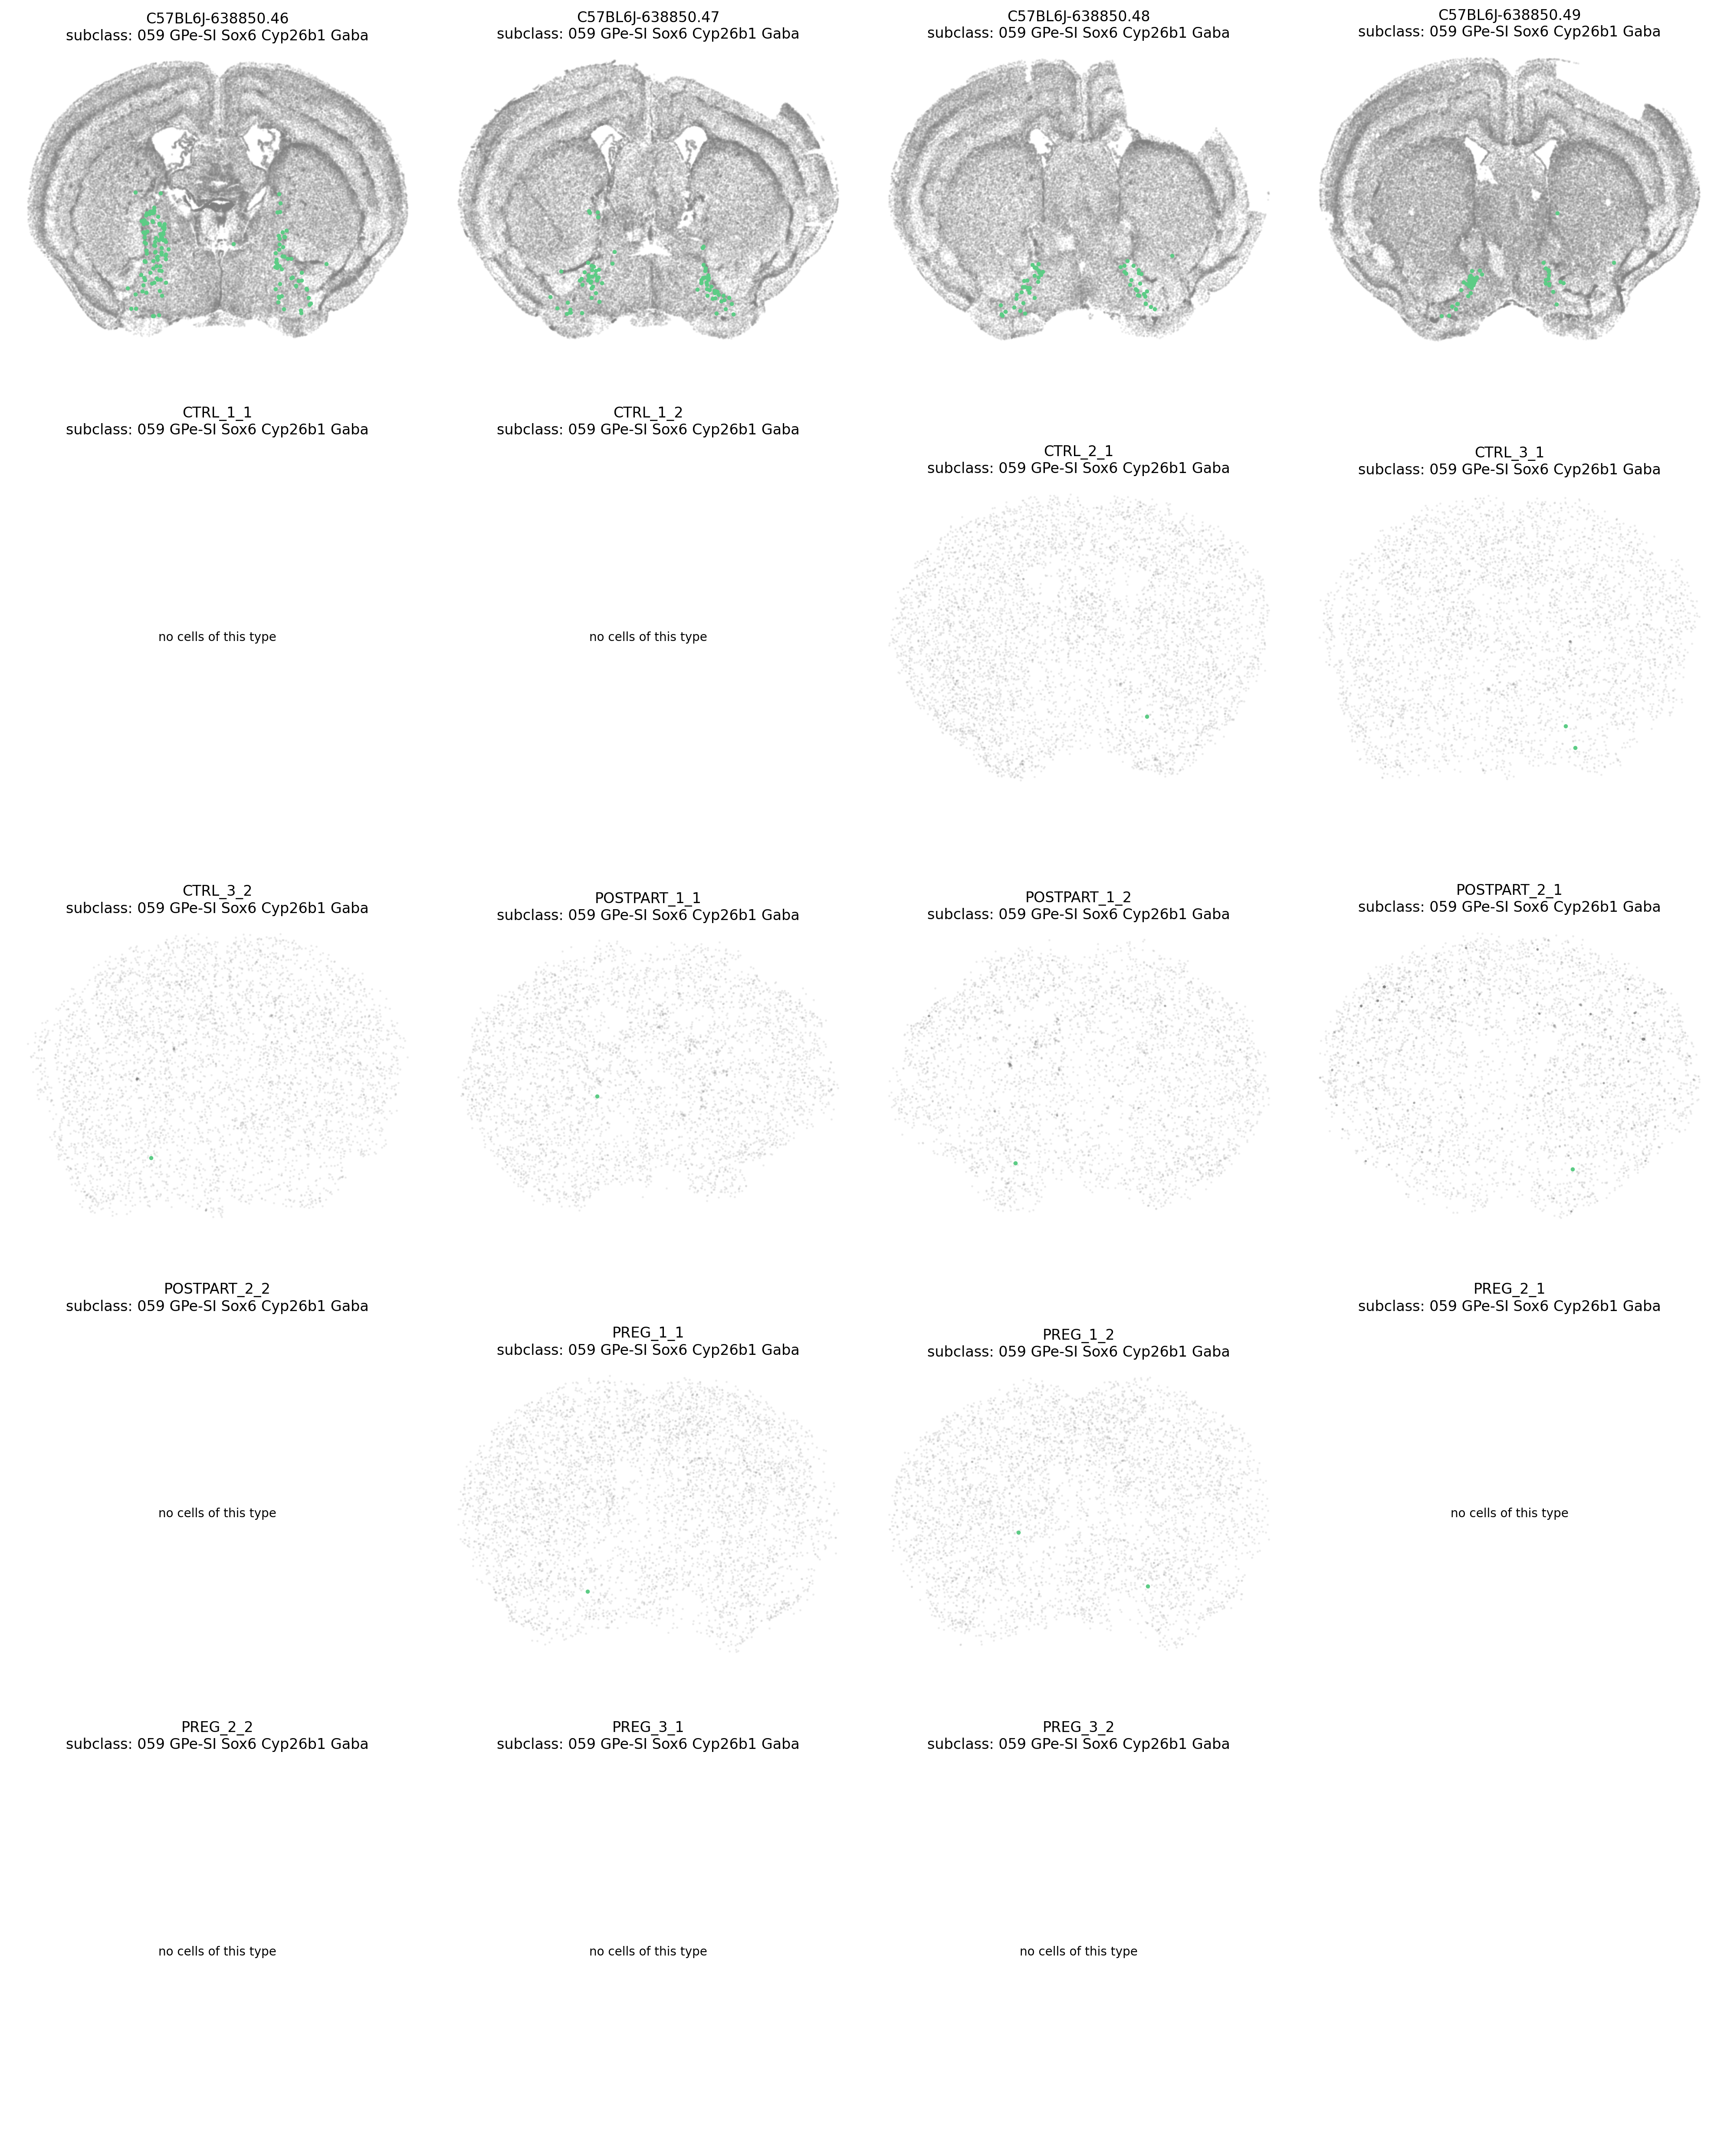 C57BL6J-638850.46
subclass: 059 GPe-SI Sox6 Cyp26b1 Gaba
C57BL6J-638850.47
subclass: 059 GPe-SI Sox6 Cyp26b1 Gaba
C57BL6J-638850.48
subclass: 059 GPe-SI Sox6 Cyp26b1 Gaba
C57BL6J-638850.49
subclass: 059 GPe-SI Sox6 Cyp26b1 Gaba
CTRL_1_1
subclass: 059 GPe-SI Sox6 Cyp26b1 Gaba
no cells of this type
CTRL_1_2
subclass: 059 GPe-SI Sox6 Cyp26b1 Gaba
no cells of this type
CTRL_2_1
subclass: 059 GPe-SI Sox6 Cyp26b1 Gaba
CTRL_3_1
subclass: 059 GPe-SI Sox6 Cyp26b1 Gaba
CTRL_3_2
subclass: 059 GPe-SI Sox6 Cyp26b1 Gaba
POSTPART_1_1
subclass: 059 GPe-SI Sox6 Cyp26b1 Gaba
POSTPART_1_2
subclass: 059 GPe-SI Sox6 Cyp26b1 Gaba
POSTPART_2_1
subclass: 059 GPe-SI Sox6 Cyp26b1 Gaba
POSTPART_2_2
subclass: 059 GPe-SI Sox6 Cyp26b1 Gaba
no cells of this type
PREG_1_1
subclass: 059 GPe-SI Sox6 Cyp26b1 Gaba
PREG_1_2
subclass: 059 GPe-SI Sox6 Cyp26b1 Gaba
PREG_2_1
subclass: 059 GPe-SI Sox6 Cyp26b1 Gaba
no cells of this type
PREG_2_2
subclass: 059 GPe-SI Sox6 Cyp26b1 Gaba
no cells of this type
PREG_3_1
subclass: 059 GPe-SI Sox6 Cyp26b1 Gaba
no cells of this type
PREG_3_2
subclass: 059 GPe-SI Sox6 Cyp26b1 Gaba
no cells of this type